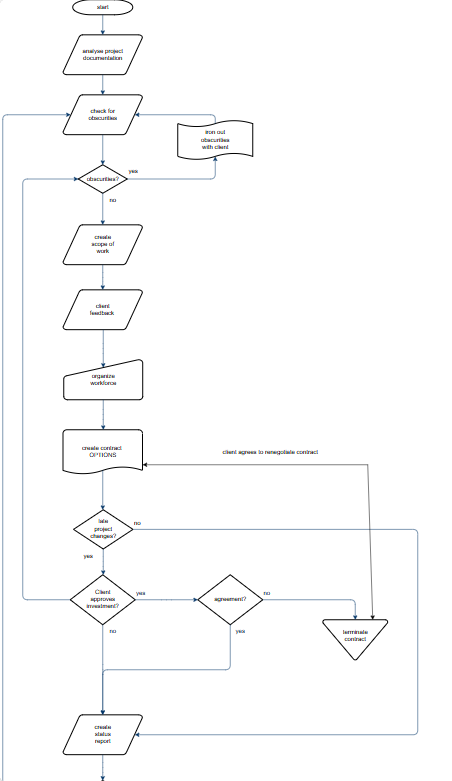 start
analyse project
documentation
check for
obscurities
iron out
obscurities
with client
obscurities?
yes
no
create
scope of
work
client
feedback
organize
workforce
create contract
OPTIONS
client agrees to renegotiate contract
late
project
changes?
no
yes
Client
approves
investment?
yes
agreement?
no
no
yes
terminate
contract
create
status
report